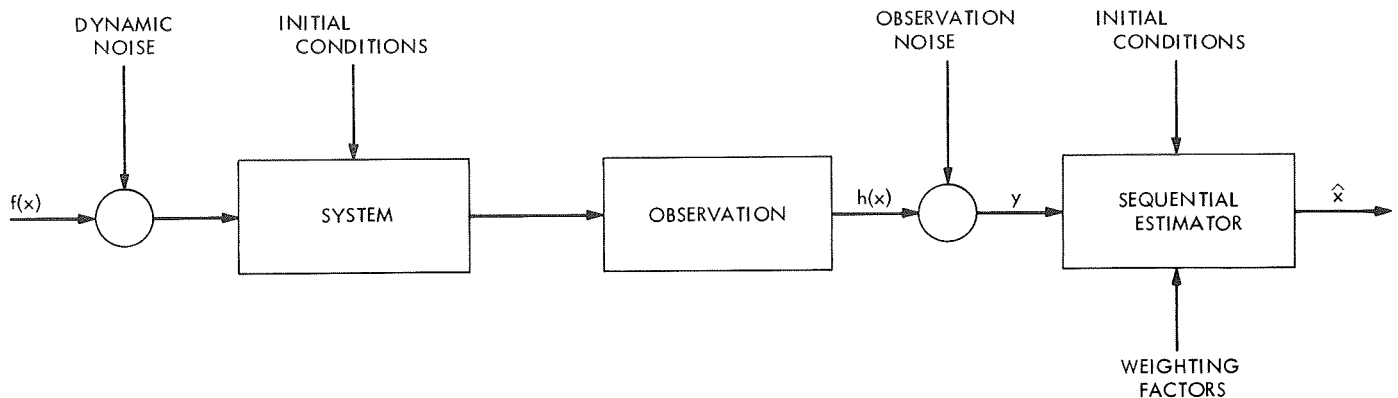 DYNAMIC
NOISE
INITIAL
CONDITIONS
OBSERVATION
NOISE
INITIAL
CONDITIONS
f(x)
SYSTEM
OBSERVATION
h(x)
y
SEQUENTIAL
ESTIMATOR
x̂
WEIGHTING
FACTORS